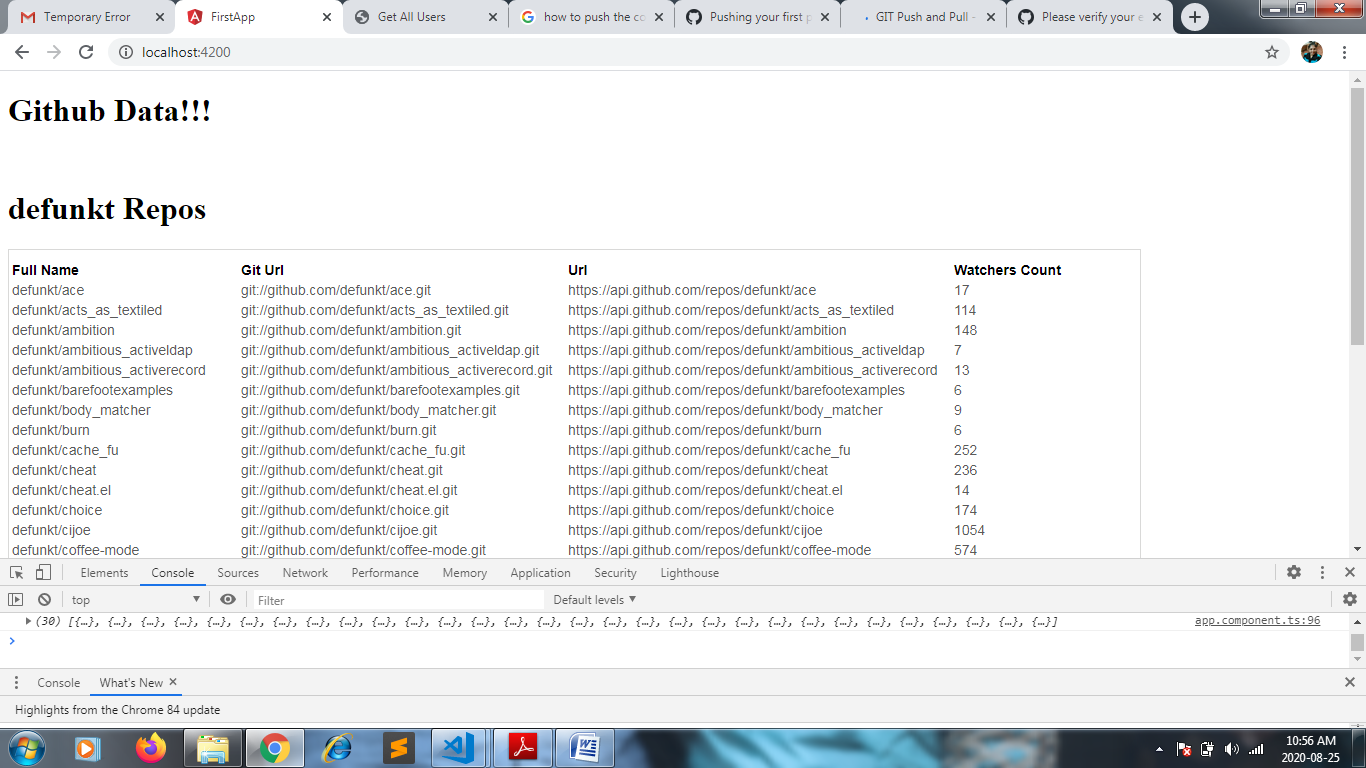 Temporary Error
FirstApp
Get All Users
how to push the co
Pushing your first p
GIT Push and Pull -
Please verify your e
localhost:4200
Github Data!!!
defunkt Repos
Full Name Git Url Url Watchers Count
defunkt/ace git://github.com/defunkt/ace.git https://api.github.com/repos/defunkt/ace 17
defunkt/acts_as_textiled git://github.com/defunkt/acts_as_textiled.git https://api.github.com/repos/defunkt/acts_as_textiled 114
defunkt/ambition git://github.com/defunkt/ambition.git https://api.github.com/repos/defunkt/ambition 148
defunkt/ambitious_activeldap git://github.com/defunkt/ambitious_activeldap.git https://api.github.com/repos/defunkt/ambitious_activeldap 7
defunkt/ambitious_activerecord git://github.com/defunkt/ambitious_activerecord.git https://api.github.com/repos/defunkt/ambitious_activerecord 13
defunkt/barefootexamples git://github.com/defunkt/barefootexamples.git https://api.github.com/repos/defunkt/barefootexamples 6
defunkt/body_matcher git://github.com/defunkt/body_matcher.git https://api.github.com/repos/defunkt/body_matcher 9
defunkt/burn git://github.com/defunkt/burn.git https://api.github.com/repos/defunkt/burn 6
defunkt/cache_fu git://github.com/defunkt/cache_fu.git https://api.github.com/repos/defunkt/cache_fu 252
defunkt/cheat git://github.com/defunkt/cheat.git https://api.github.com/repos/defunkt/cheat 236
defunkt/cheat.el git://github.com/defunkt/cheat.el.git https://api.github.com/repos/defunkt/cheat.el 14
defunkt/choice git://github.com/defunkt/choice.git https://api.github.com/repos/defunkt/choice 174
defunkt/cijoe git://github.com/defunkt/cijoe.git https://api.github.com/repos/defunkt/cijoe 1054
defunkt/coffee-mode git://github.com/defunkt/coffee-mode.git https://api.github.com/repos/defunkt/coffee-mode 574
Elements Console Sources Network Performance Memory Application Security Lighthouse
top Filter Default levels
(30) [{…}, {…}, {…}, {…}, {…}, {…}, {…}, {…}, {…}, {…}, {…}, {…}, {…}, {…}, {…}, {…}, {…}, {…}, {…}, {…}, {…}, {…}, {…}, {…}, {…}, {…}, {…}, {…}, {…}, {…}] app.component.ts:96
Console What's New
Highlights from the Chrome 84 update
10:56 AM
2020-08-25